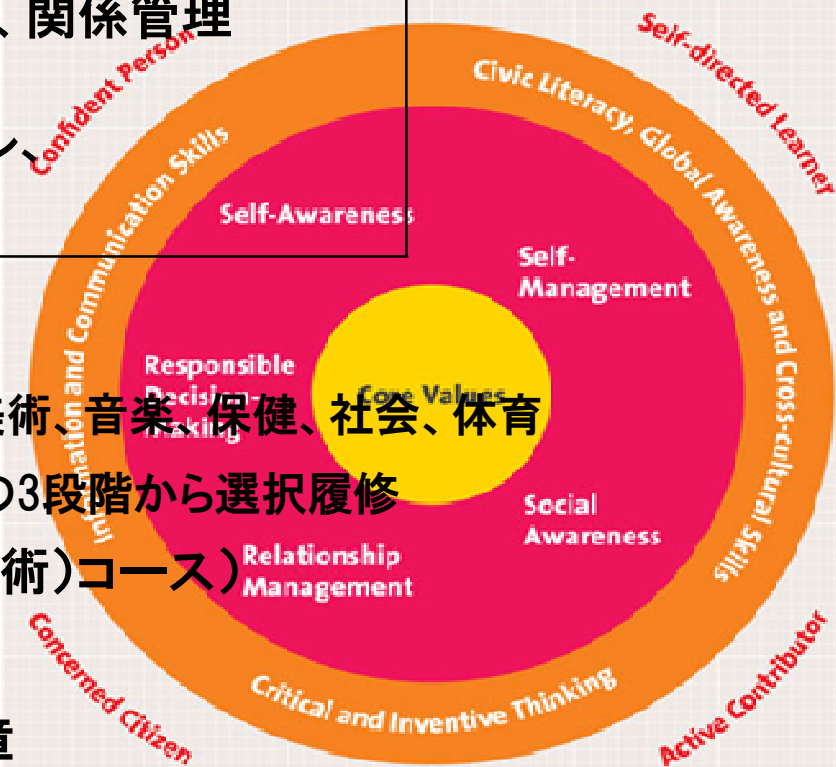 、関係管理
Confident Person
Self-directed Learner
Civic Literacy, Global Awareness and Cross-cultural Skills
ン、
Information and Communication Skills
Self-Awareness
Self-
Management
Responsible
Decision-
Making
Core Values
美術、音楽、保健、社会、体育
の3段階から選択履修
Social
Awareness
術)コース)
Relationship
Management
Critical and Inventive Thinking
Concerned Citizen
Active Contributor